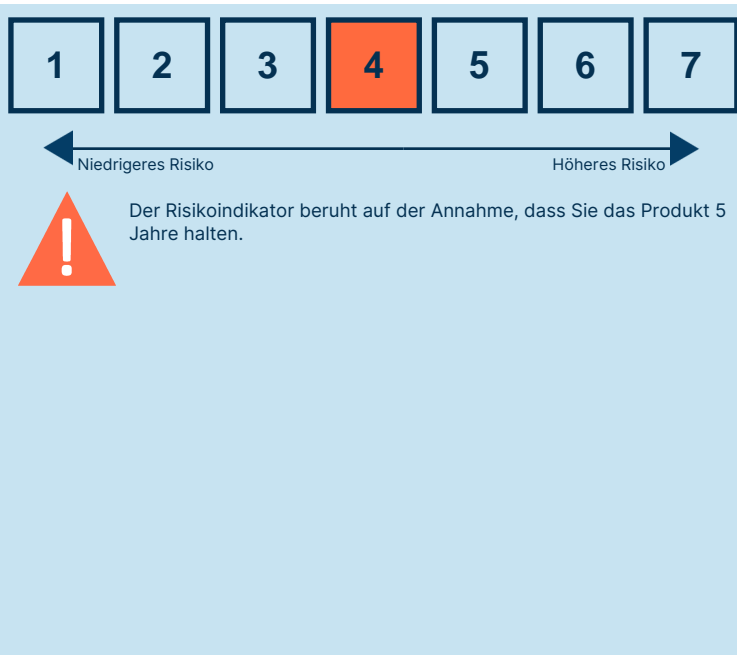 1 2 3 4 5 6 7
Niedrigeres Risiko Höheres Risiko
Der Risikoindikator beruht auf der Annahme, dass Sie das Produkt 5
Jahre halten.